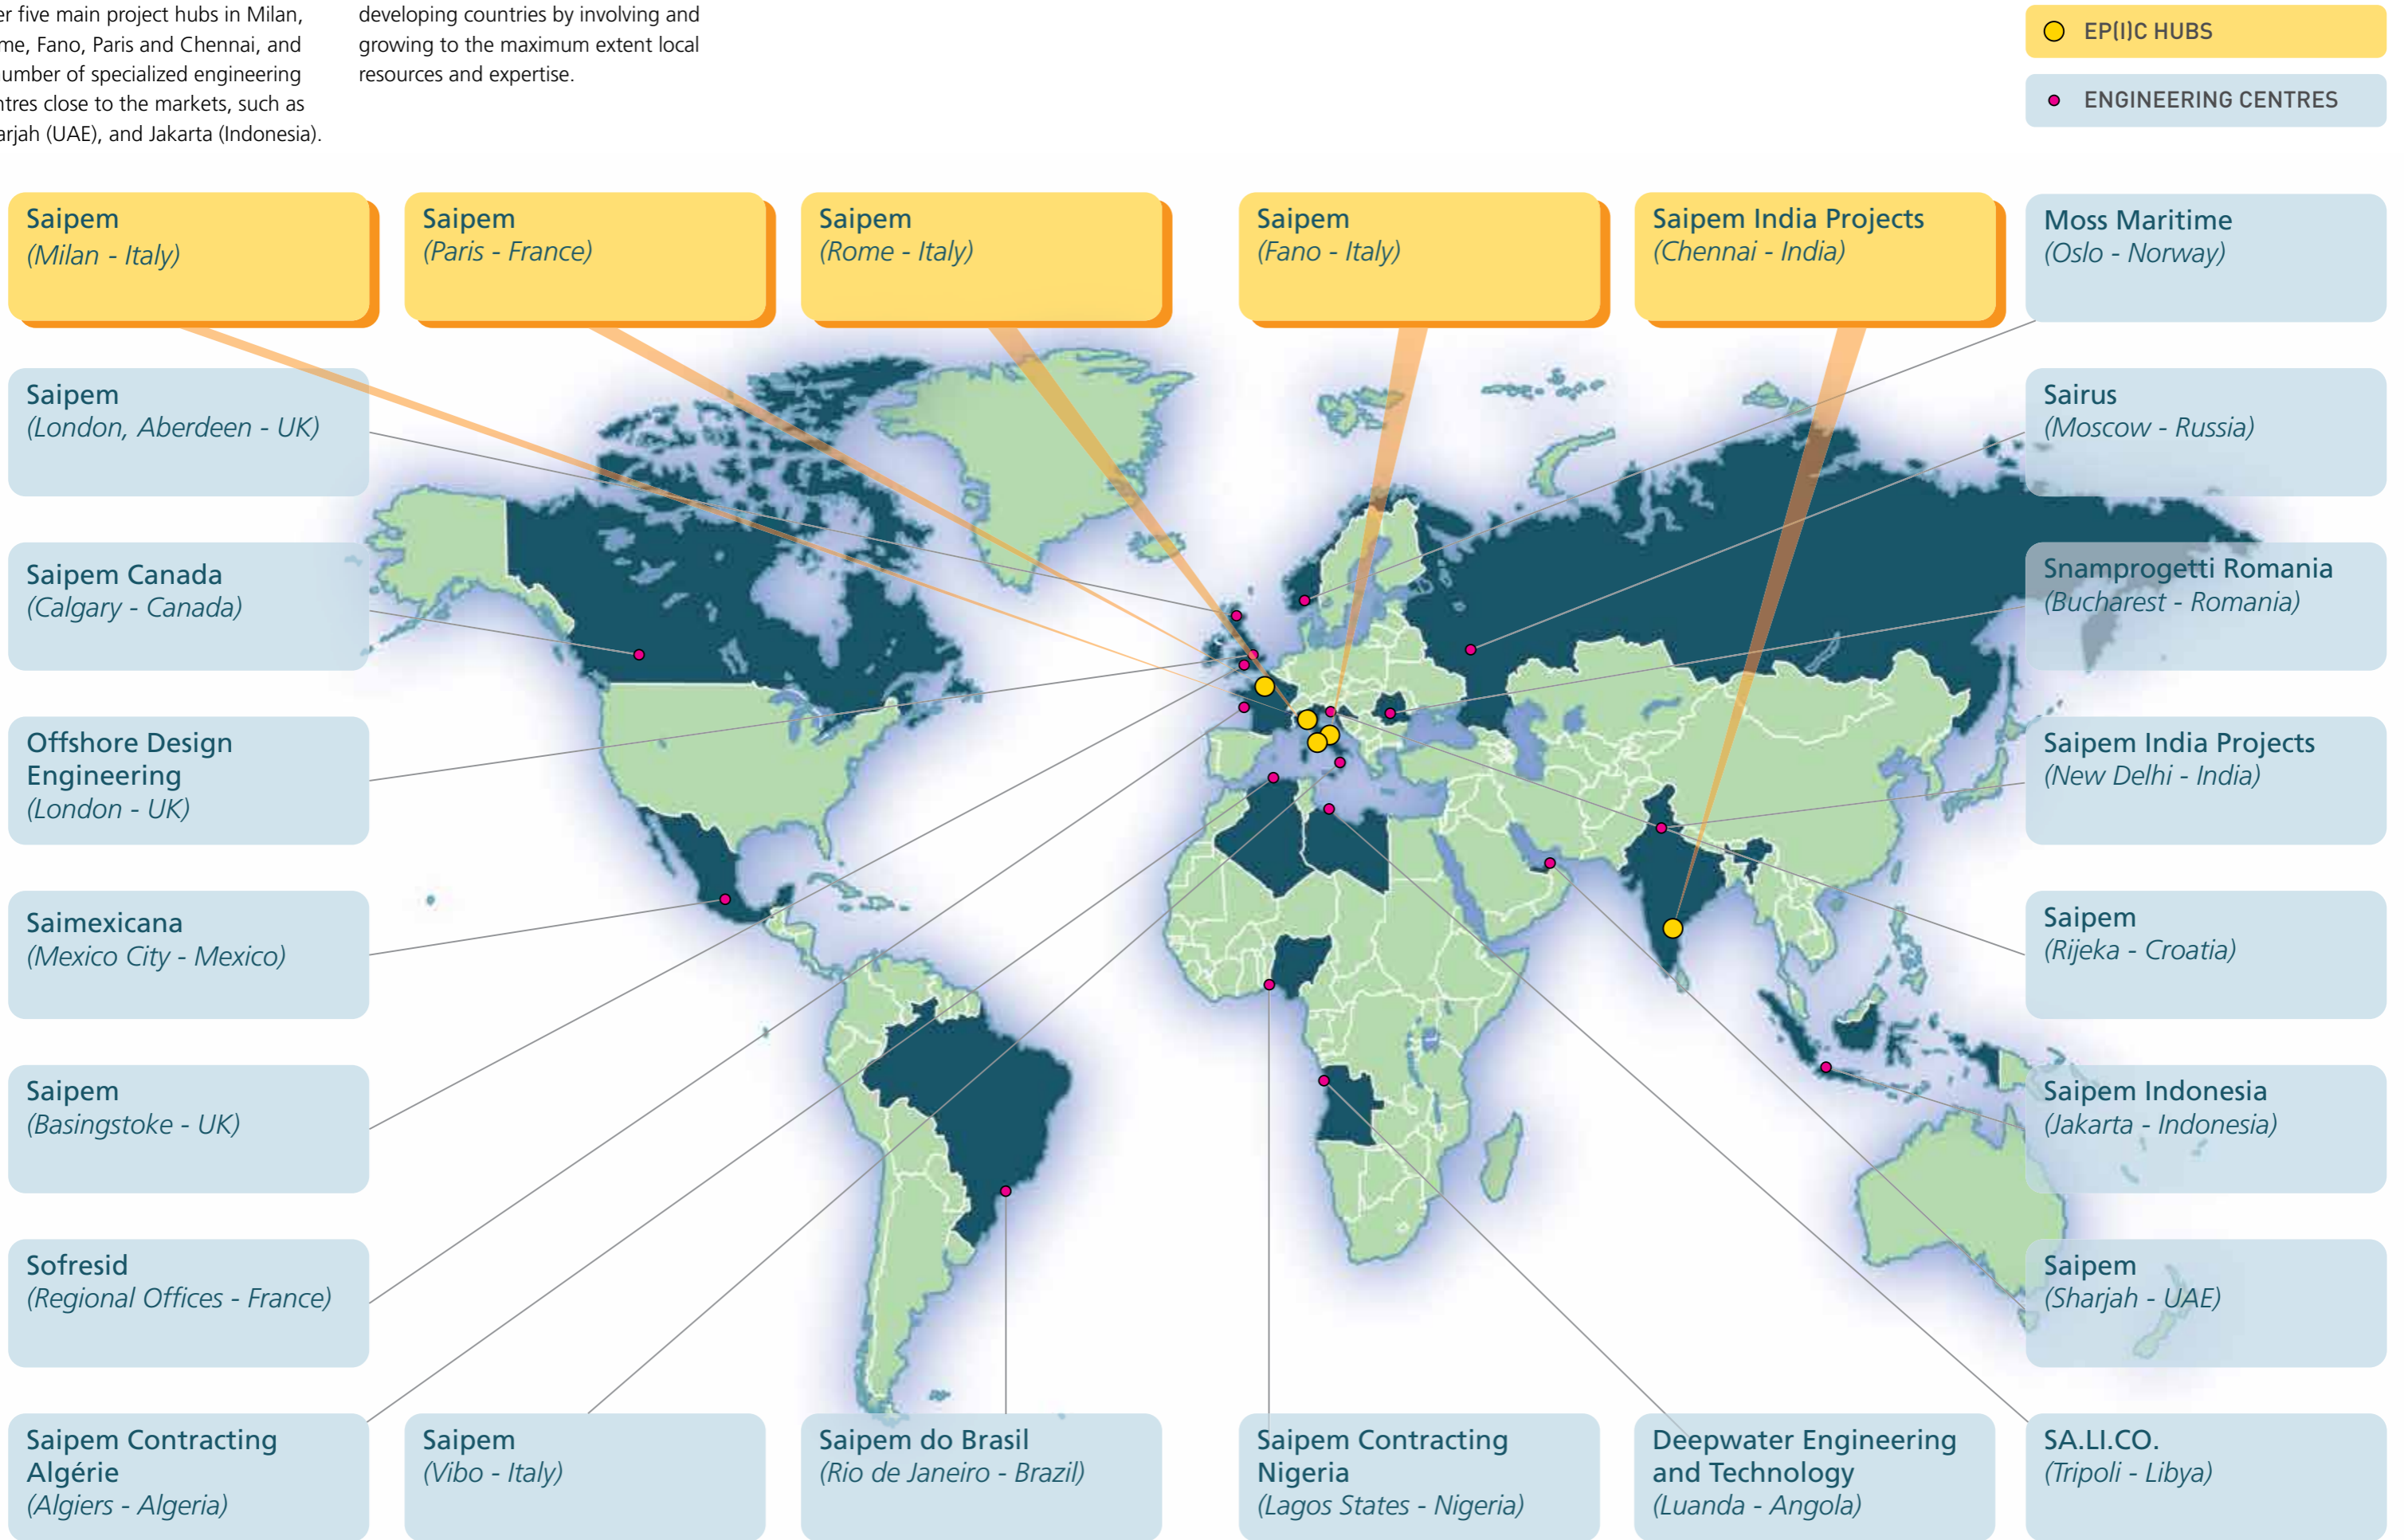 five main project hubs in Milan,
Fano, Paris and Chennai, and
of specialized engineering
close to the markets, such as
(UAE), and Jakarta (Indonesia).
developing countries by involving and
growing to the maximum extent local
resources and expertise.
EP(I)C HUBS
ENGINEERING CENTRES
Saipem
(Milan - Italy)
Saipem
(Paris - France)
Saipem
(Rome - Italy)
Saipem
(Fano - Italy)
Saipem India Projects
(Chennai - India)
Moss Maritime
(Oslo - Norway)
Saipem
(London, Aberdeen - UK)
Sairus
(Moscow - Russia)
Saipem Canada
(Calgary - Canada)
Snamprogetti Romania
(Bucharest - Romania)
Offshore Design
Engineering
(London - UK)
Saipem India Projects
(New Delhi - India)
Saimexicana
(Mexico City - Mexico)
Saipem
(Rijeka - Croatia)
Saipem
(Basingstoke - UK)
Saipem Indonesia
(Jakarta - Indonesia)
Sofresid
(Regional Offices - France)
Saipem
(Sharjah - UAE)
Saipem Contracting
Algérie
(Algiers - Algeria)
Saipem
(Vibo - Italy)
Saipem do Brasil
(Rio de Janeiro - Brazil)
Saipem Contracting
Nigeria
(Lagos States - Nigeria)
Deepwater Engineering
and Technology
(Luanda - Angola)
SA.LI.CO.
(Tripoli - Libya)